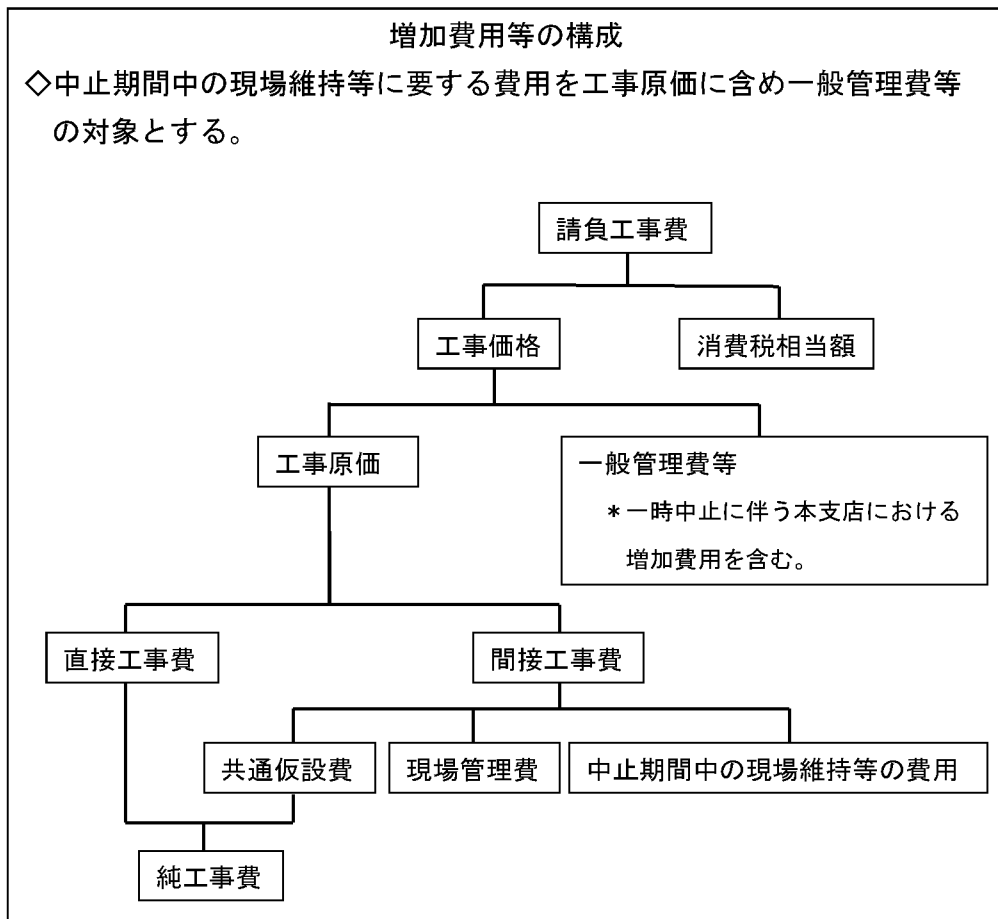 増加費用等の構成
◇中止期間中の現場維持等に要する費用を工事原価に含め一般管理費等
の対象とする。
請負工事費
工事価格
消費税相当額
工事原価
一般管理費等
＊一時中止に伴う本支店における
増加費用を含む。
直接工事費
間接工事費
共通仮設費
現場管理費
中止期間中の現場維持等の費用
純工事費